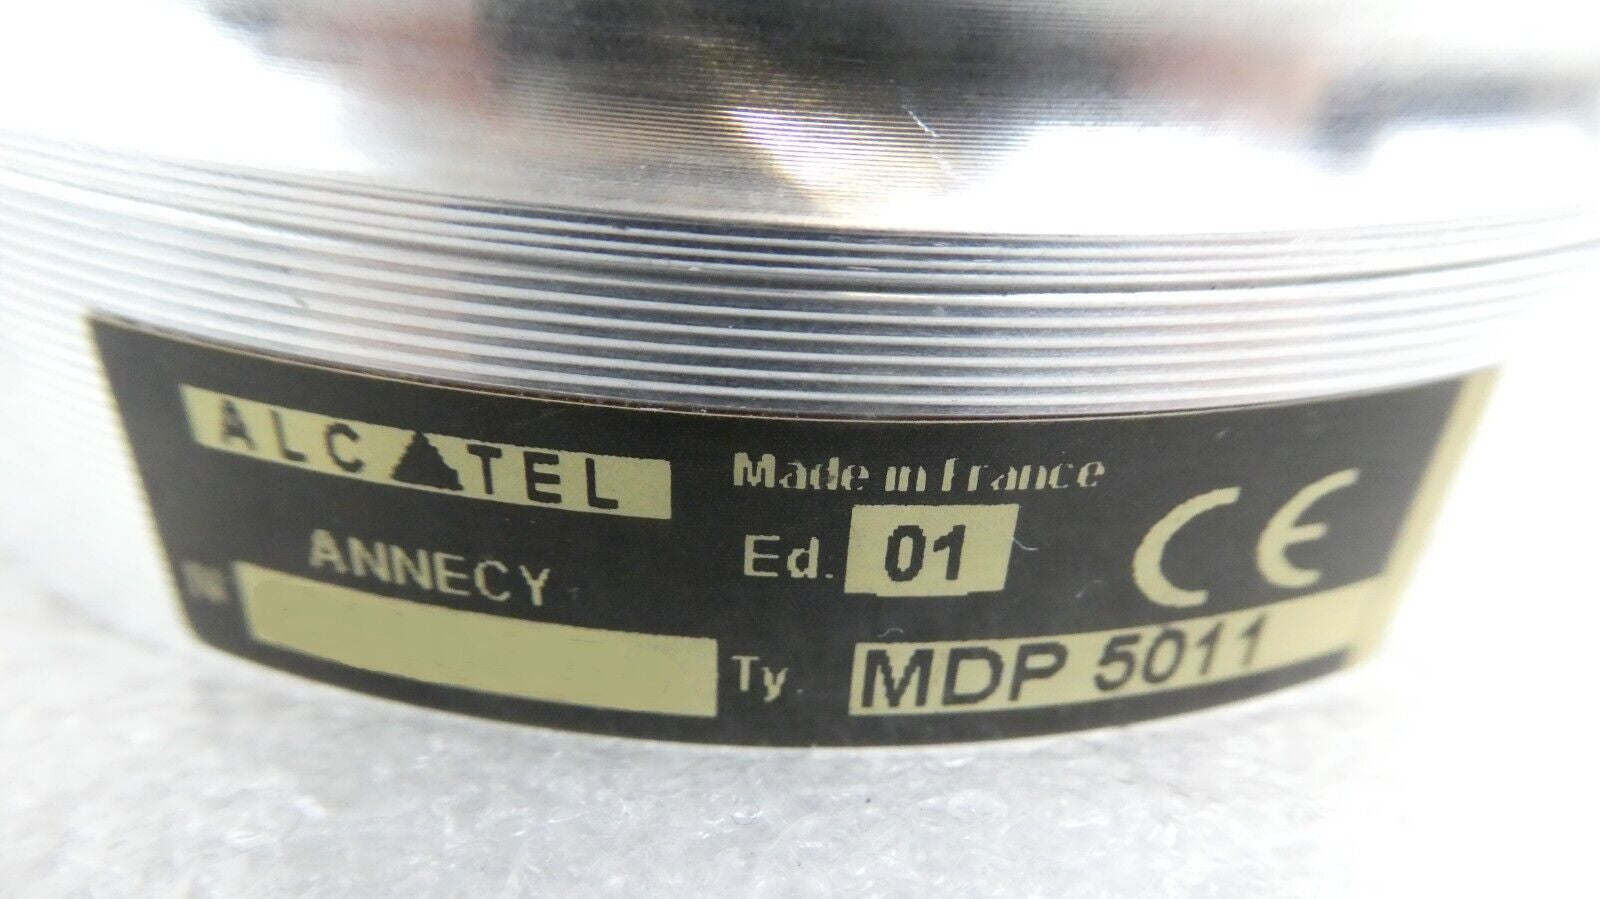 ALCATEL
ANNECY
N°
Made in France
Ed. 01
CE
Ty MDP 5011